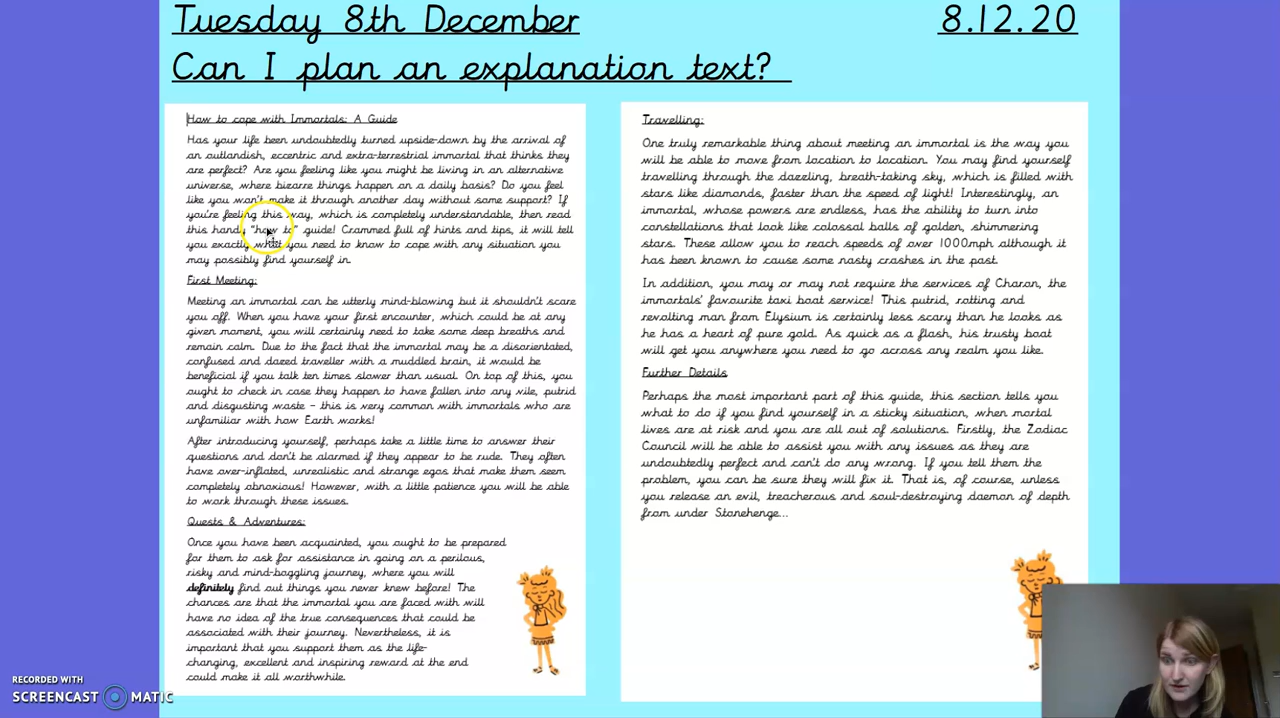 Tuesday 8th December
8.12.20
Can I plan an explanation text?
How to cope with Immortals: A Guide
Has your life been undoubtedly turned upside-down by the arrival of
an outlandish, eccentric and extra-terrestrial immortal that thinks they
are perfect? Are you feeling like you might be living in an alternative
universe, where bizarre things happen on a daily basis? Do you feel
like you won't make it through another day without some support? If
you're feeling this way, which is completely understandable, then read
this handy "how to" guide! Crammed full of hints and tips, it will tell
you exactly what you need to know to cope with any situation you
may possibly find yourself in.
First Meeting:
Meeting an immortal can be utterly mind-blowing but it shouldn't scare
you off. When you have your first encounter, which could be at any
given moment, you will certainly need to take some deep breaths and
remain calm. Due to the fact that the immortal may be a disorientated,
confused and dazed traveller with a muddled brain, it would be
beneficial if you talk ten times slower than usual. On top of this, you
ought to check in case they happen to have fallen into any vile, putrid
and disgusting waste – this is very common with immortals who are
unfamiliar with how Earth works!
After introducing yourself, perhaps take a little time to answer their
questions and don't be alarmed if they appear to be rude. They often
have over-inflated, unrealistic and strange egos that make them seem
completely obnoxious! However, with a little patience you will be able
to work through these issues.
Quests & Adventures:
Once you have been acquainted, you ought to be prepared
for them to ask for assistance in going on a perilous,
risky and mind-boggling journey, where you will
definitely find out things you never knew before! The
chances are that the immortal you are faced with will
have no idea of the true consequences that could be
associated with their journey. Nevertheless, it is
important that you support them as the life-
changing, excellent and inspiring reward at the end
could make it all worthwhile.
Travelling:
One truly remarkable thing about meeting an immortal is the way you
will be able to move from location to location. You may find yourself
travelling through the dazeling, breath-taking sky, which is filled with
stars like diamonds, faster than the speed of light! Interestingly, an
immortal, whose powers are endless, has the ability to turn into
constellations that look like colossal balls of golden, shimmering
stars. These allow you to reach speeds of over 1000mph although it
has been known to cause some nasty crashes in the past.
In addition, you may or may not require the services of Charon, the
immortals' favourite taxi boat service! This putrid, rotting and
revolting man from Elysium is certainly less scary than he looks as
he has a heart of pure gold. As quick as a flash, his trusty boat
will get you anywhere you need to go across any realm you like.
Further Details
Perhaps the most important part of this guide, this section tells you
what to do if you find yourself in a sticky situation, when mortal
lives are at risk and you are all out of solutions. Firstly, the Zodiac
Council will be able to assist you with any issues as they are
undoubtedly perfect and can't do any wrong. If you tell them the
problem, you can be sure they will fix it. That is, of course, unless
you release an evil, treacherous and soul-destroying daemon of depth
from under Stonehenge...
RECORDED WITH
SCREENCAST MATIC